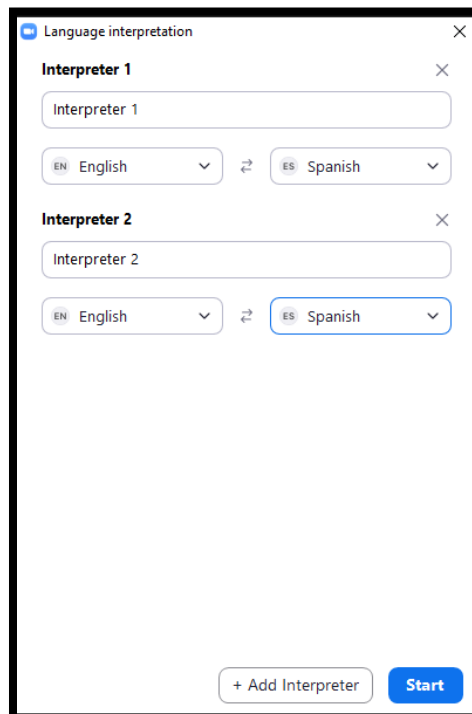 Language interpretation
Interpreter 1
Interpreter 1
EN English ES Spanish
Interpreter 2
Interpreter 2
EN English ES Spanish
+ Add Interpreter Start